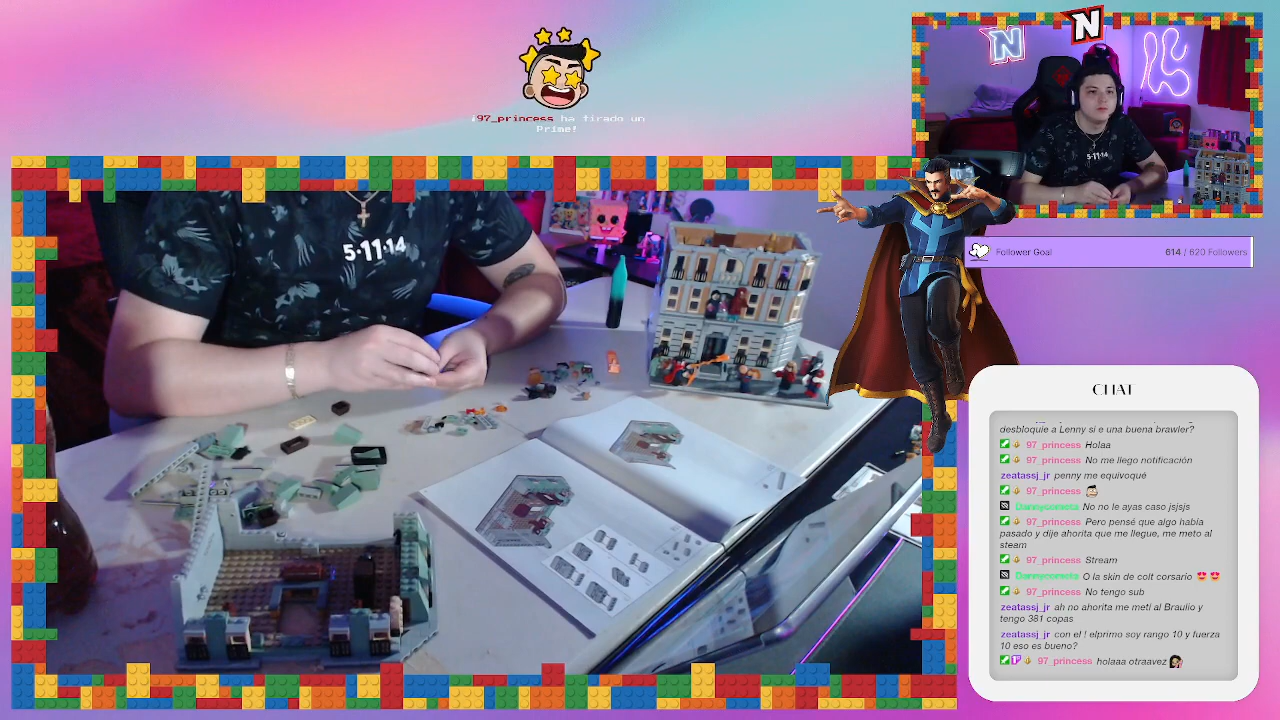 ¡97_princess ha tirado un
Prime!
N
N
5·11·14
5·11·14
Follower Goal
614 / 620 Followers
CHAT
desbloquie a Lenny si e una buena brawler?
97_princess Holaa
97_princess No me llego notificación
zeatassj_jr penny me equivoqué
97_princess
Dannycometa No no le ayas caso jsjsjs
97_princess Pero pensé que algo había
pasado y dije ahorita que me llegue, me meto al
steam
97_princess Stream
Dannycometa O la skin de colt corsario
97_princess No tengo sub
zeatassj_jr ah no ahorita me metí al Braulio y
tengo 381 copas
zeatassj_jr con el ! elprimo soy rango 10 y fuerza
10 eso es bueno?
97_princess holaaa otraavez